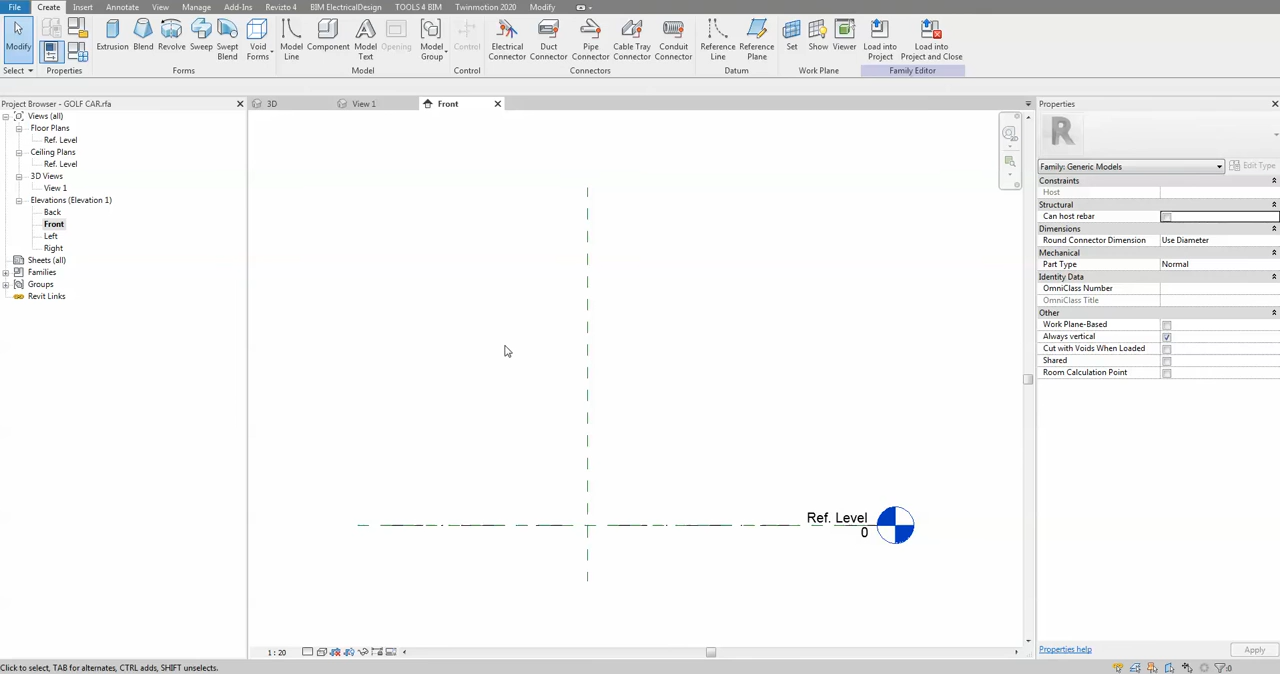 File Create Insert Annotate View Manage Add-Ins Revizto 4 BIM ElectricalDesign TOOLS 4 BIM Twinmotion 2020 Modify
Modify Extrusion Blend Revolve Sweep Swept Blend Void Forms Model Line Component Model Text Opening Model Group Control Electrical Connector Duct Connector Pipe Connector Cable Tray Connector Conduit Connector Reference Line Reference Plane Set Show Viewer Load into Project Load into Project and Close
Select Properties Forms Model Control Connectors Datum Work Plane Family Editor
Project Browser - GOLF CAR.rfa
Views (all)
Floor Plans
Ref. Level
Ceiling Plans
Ref. Level
3D Views
View 1
Elevations (Elevation 1)
Back
Front
Left
Right
Sheets (all)
Families
Groups
Revit Links
3D View 1 Front
Ref. Level
0
1 : 20
Properties
R
Family: Generic Models Edit Type
Constraints
Host
Structural
Can host rebar
Dimensions
Round Connector Dimension Use Diameter
Mechanical
Part Type Normal
Identity Data
OmniClass Number
OmniClass Title
Other
Work Plane-Based
Always vertical
Cut with Voids When Loaded
Shared
Room Calculation Point
Properties help Apply
Click to select, TAB for alternates, CTRL adds, SHIFT unselects.
:0